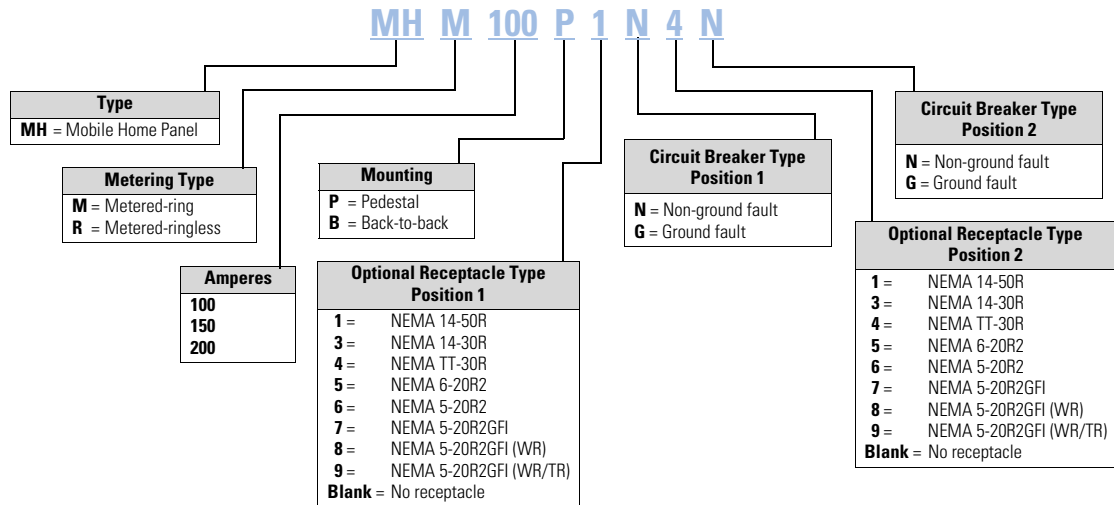 MH M 100 P 1 N 4 N
Type
MH = Mobile Home Panel
Metering Type
M = Metered-ring
R = Metered-ringless
Amperes
100
150
200
Mounting
P = Pedestal
B = Back-to-back
Optional Receptacle Type
Position 1
1 = NEMA 14-50R
3 = NEMA 14-30R
4 = NEMA TT-30R
5 = NEMA 6-20R2
6 = NEMA 5-20R2
7 = NEMA 5-20R2GFI
8 = NEMA 5-20R2GFI (WR)
9 = NEMA 5-20R2GFI (WR/TR)
Blank = No receptacle
Circuit Breaker Type
Position 1
N = Non-ground fault
G = Ground fault
Circuit Breaker Type
Position 2
N = Non-ground fault
G = Ground fault
Optional Receptacle Type
Position 2
1 = NEMA 14-50R
3 = NEMA 14-30R
4 = NEMA TT-30R
5 = NEMA 6-20R2
6 = NEMA 5-20R2
7 = NEMA 5-20R2GFI
8 = NEMA 5-20R2GFI (WR)
9 = NEMA 5-20R2GFI (WR/TR)
Blank = No receptacle